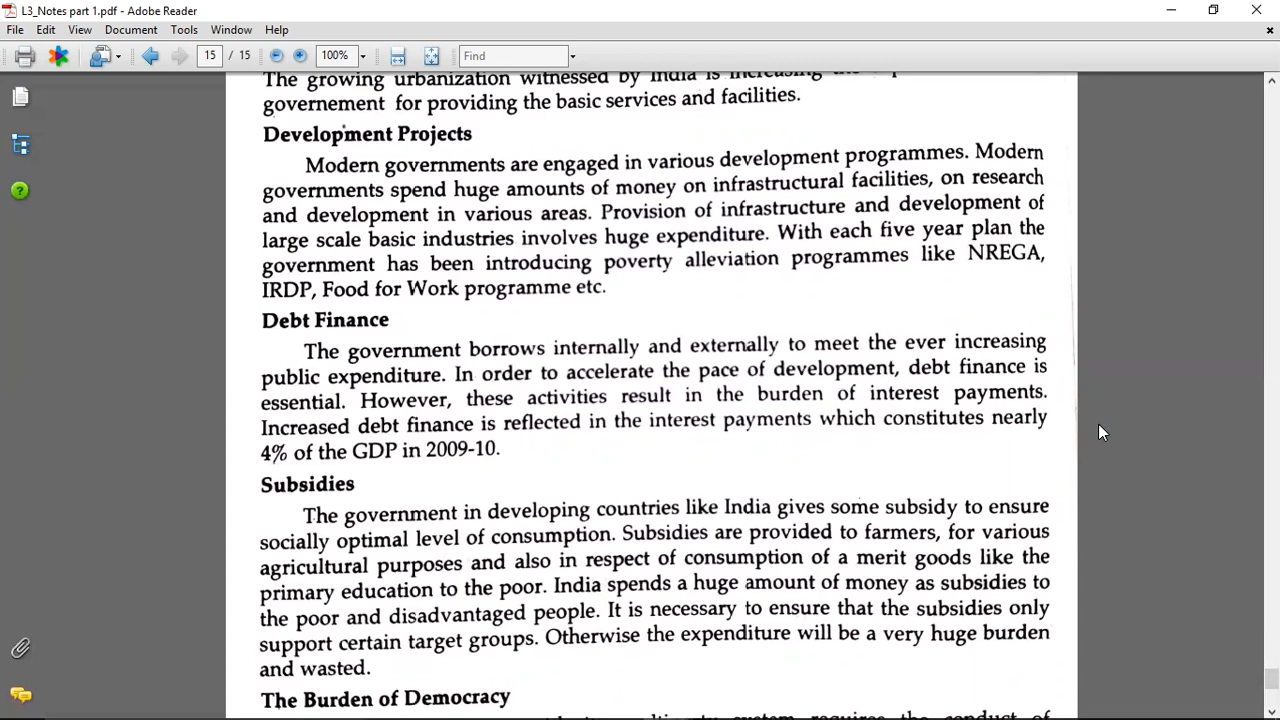 L3_Notes part 1.pdf - Adobe Reader
File Edit View Document Tools Window Help
15 / 15 100% Find
The growing urbanization witnessed by India is increasing the
governement for providing the basic services and facilities.
Development Projects
Modern governments are engaged in various development programmes. Modern
governments spend huge amounts of money on infrastructural facilities, on research
and development in various areas. Provision of infrastructure and development of
large scale basic industries involves huge expenditure. With each five year plan the
government has been introducing poverty alleviation programmes like NREGA,
IRDP, Food for Work programme etc.
Debt Finance
The government borrows internally and externally to meet the ever increasing
public expenditure. In order to accelerate the pace of development, debt finance is
essential. However, these activities result in the burden of interest payments.
Increased debt finance is reflected in the interest payments which constitutes nearly
4% of the GDP in 2009-10.
Subsidies
The government in developing countries like India gives some subsidy to ensure
socially optimal level of consumption. Subsidies are provided to farmers, for various
agricultural purposes and also in respect of consumption of a merit goods like the
primary education to the poor. India spends a huge amount of money as subsidies to
the poor and disadvantaged people. It is necessary to ensure that the subsidies only
support certain target groups. Otherwise the expenditure will be a very huge burden
and wasted.
The Burden of Democracy
system requires the conduct of